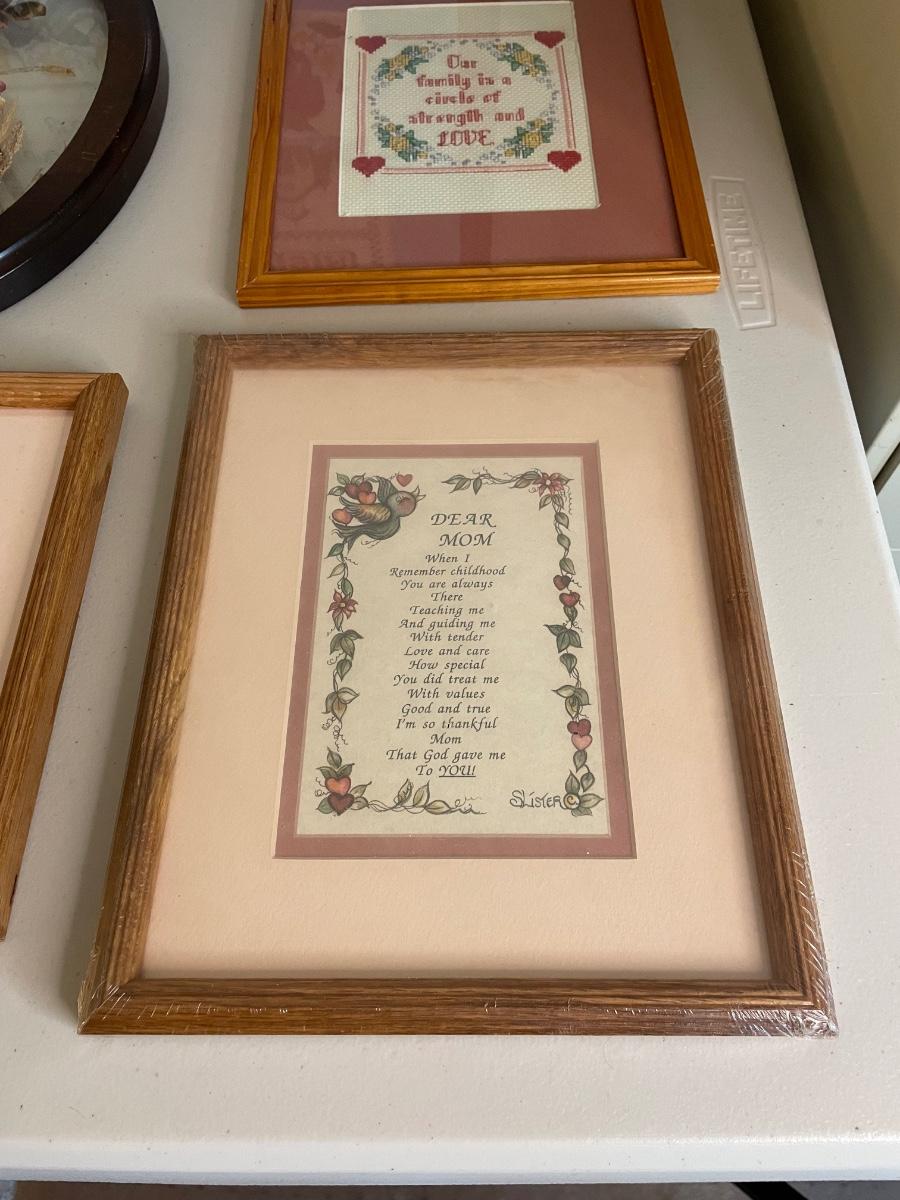 Our
family is a
circle of
strength and
LOVE
LIFETIME
DEAR
MOM
When I
Remember childhood
You are always
There
Teaching me
And guiding me
With tender
Love and care
How special
You did treat me
With values
Good and true
I'm so thankful
Mom
That God gave me
To YOU!
SListER ©